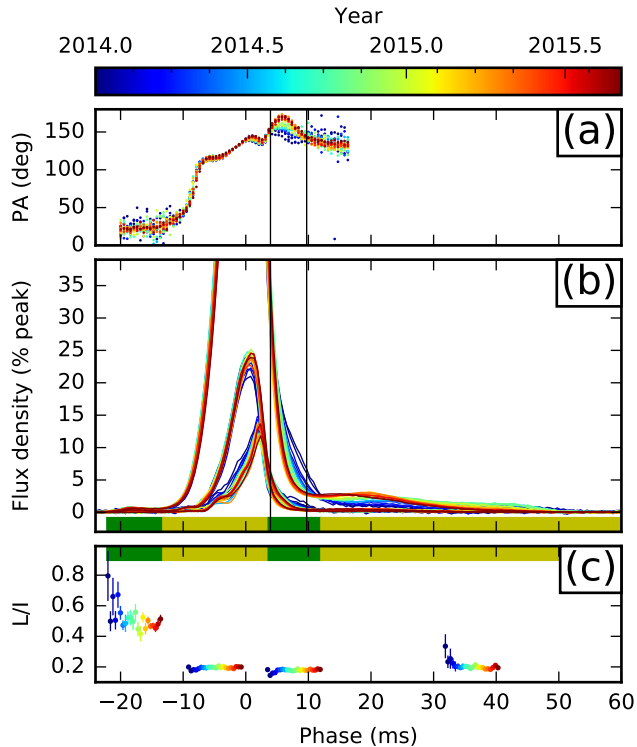 Year
2014.0 2014.5 2015.0 2015.5
(a)
PA (deg)
150
100
50
0
(b)
Flux density (% peak)
35
30
25
20
15
10
5
0
(c)
L/I
0.8
0.6
0.4
0.2
−20 −10 0 10 20 30 40 50 60
Phase (ms)